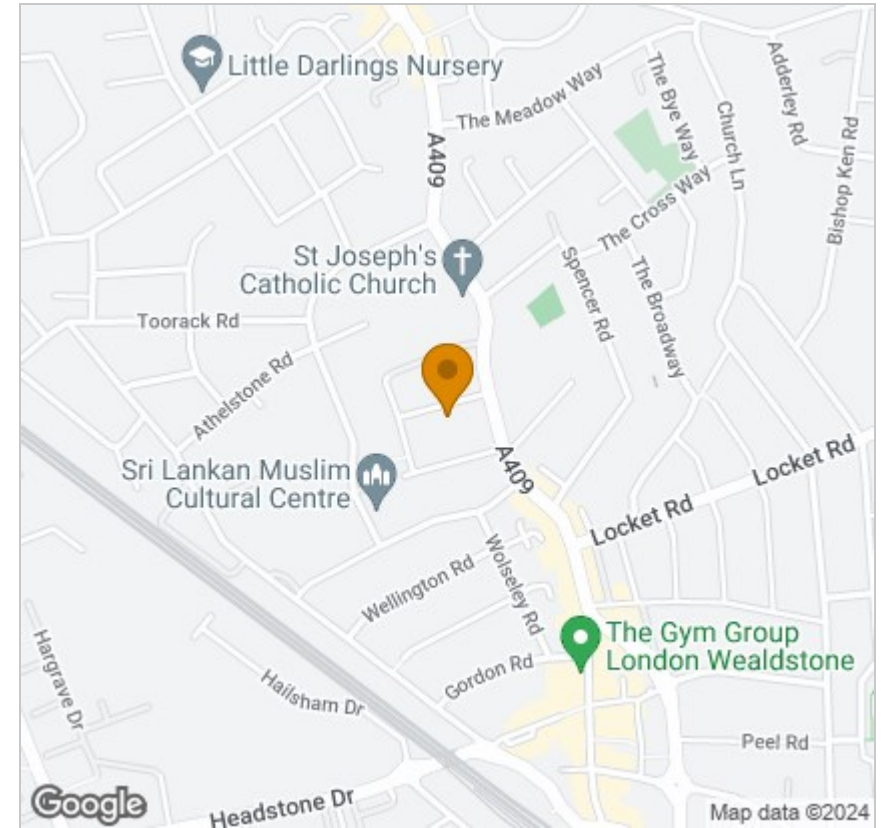 Little Darlings Nursery
The Meadow Way
The Bye Way
Adderley Rd
Church Ln
Bishop Ken Rd
A409
The Cross Way
St Joseph's
Catholic Church
Spencer Rd
The Broadway
Toorack Rd
Athelstone Rd
Sri Lankan Muslim
Cultural Centre
A409
Locket Rd
Locket Rd
Wellington Rd
Wolseley Rd
The Gym Group
London Wealdstone
Gordon Rd
Hargrave Dr
Hailsham Dr
Peel Rd
Headstone Dr
Google
Map data ©2024